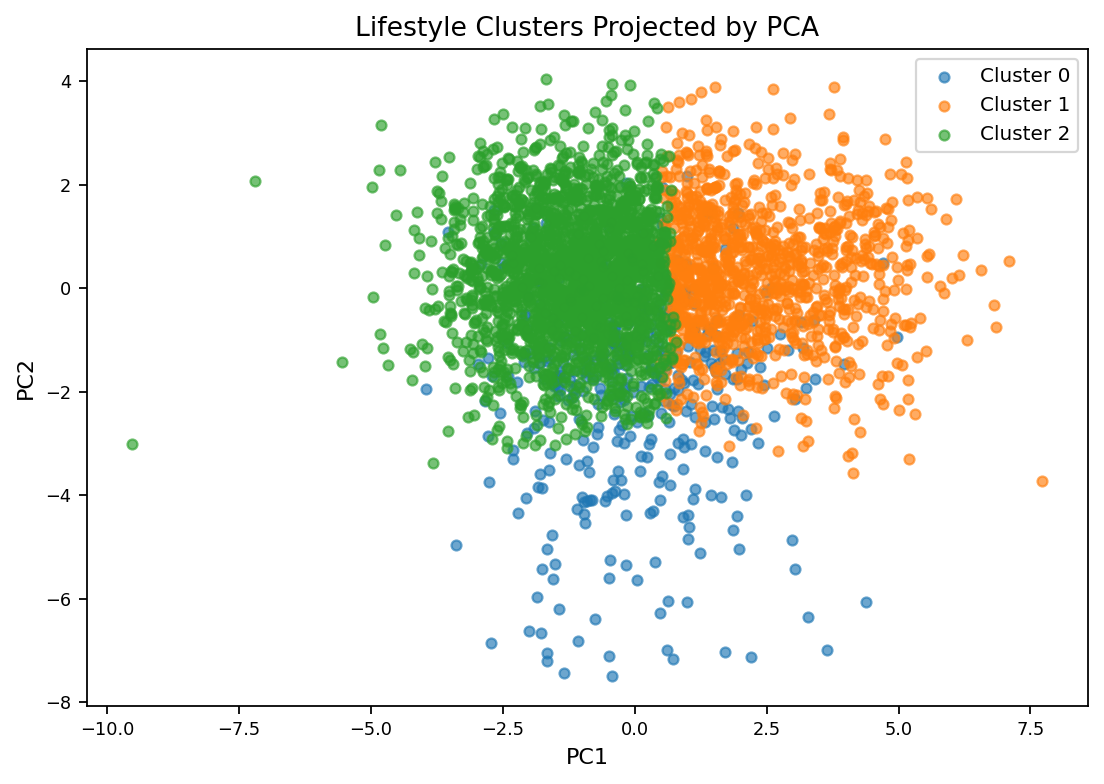 Lifestyle Clusters Projected by PCA
Cluster 0
Cluster 1
Cluster 2
4
2
0
−2
−4
−6
−8
PC2
−10.0 −7.5 −5.0 −2.5 0.0 2.5 5.0 7.5
PC1